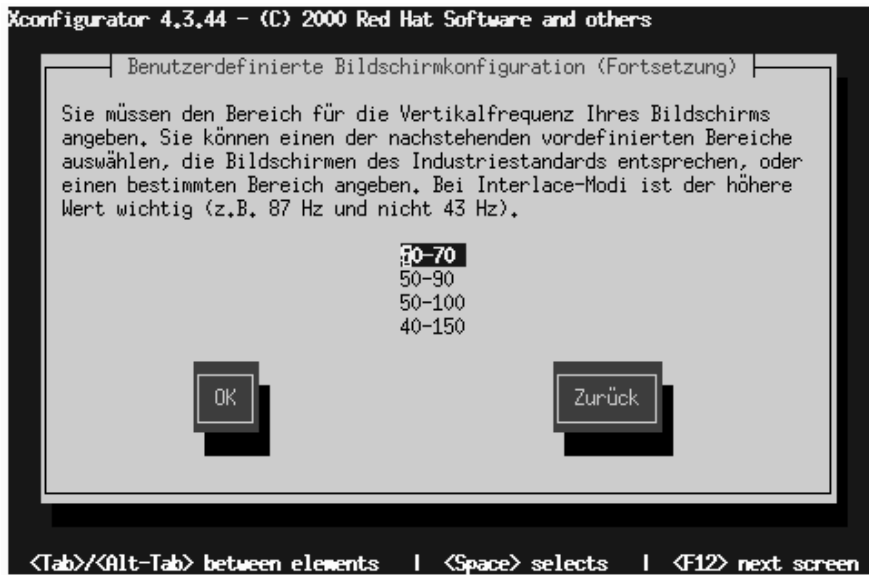 Xconfigurator 4.3.44 - (C) 2000 Red Hat Software and others
Benutzerdefinierte Bildschirmkonfiguration (Fortsetzung)
Sie müssen den Bereich für die Vertikalfrequenz Ihres Bildschirms
angeben. Sie können einen der nachstehenden vordefinierten Bereiche
auswählen, die Bildschirmen des Industriestandards entsprechen, oder
einen bestimmten Bereich angeben. Bei Interlace-Modi ist der höhere
Wert wichtig (z.B. 87 Hz und nicht 43 Hz).
50-70
50-90
50-100
40-150
OK
Zurück
<Tab>/<Alt-Tab> between elements | <Space> selects | <F12> next screen